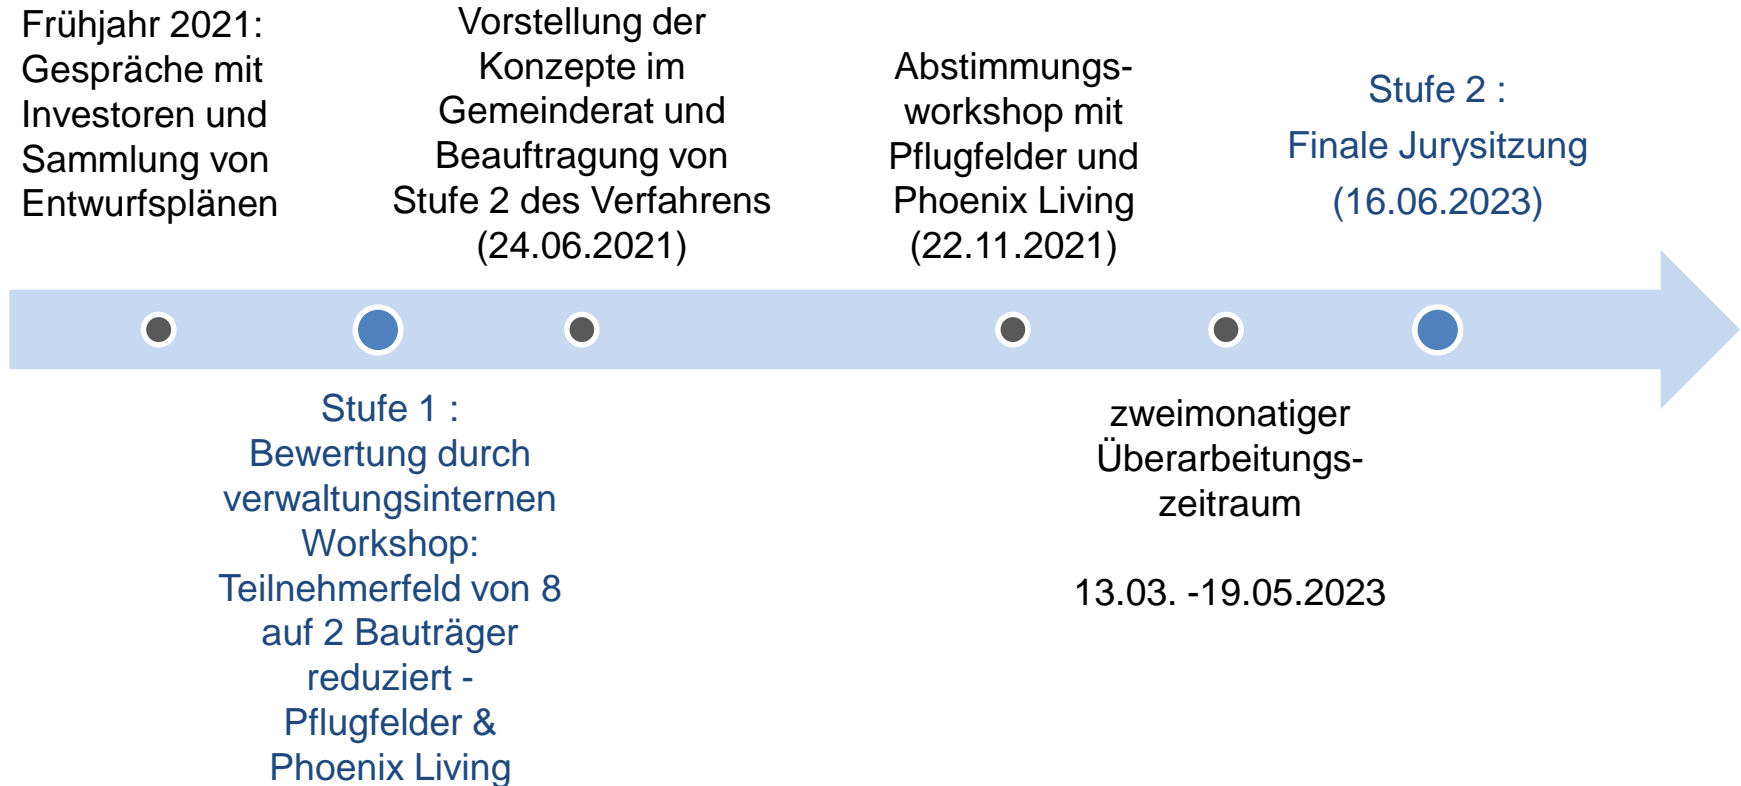 Frühjahr 2021:
Gespräche mit
Investoren und
Sammlung von
Entwurfsplänen
Stufe 1 :
Bewertung durch
verwaltungsinternen
Workshop:
Teilnehmerfeld von 8
auf 2 Bauträger
reduziert -
Pflugfelder &
Phoenix Living
Vorstellung der
Konzepte im
Gemeinderat und
Beauftragung von
Stufe 2 des Verfahrens
(24.06.2021)
Abstimmungs-
workshop mit
Pflugfelder und
Phoenix Living
(22.11.2021)
zweimonatiger
Überarbeitungs-
zeitraum
13.03. -19.05.2023
Stufe 2 :
Finale Jurysitzung
(16.06.2023)